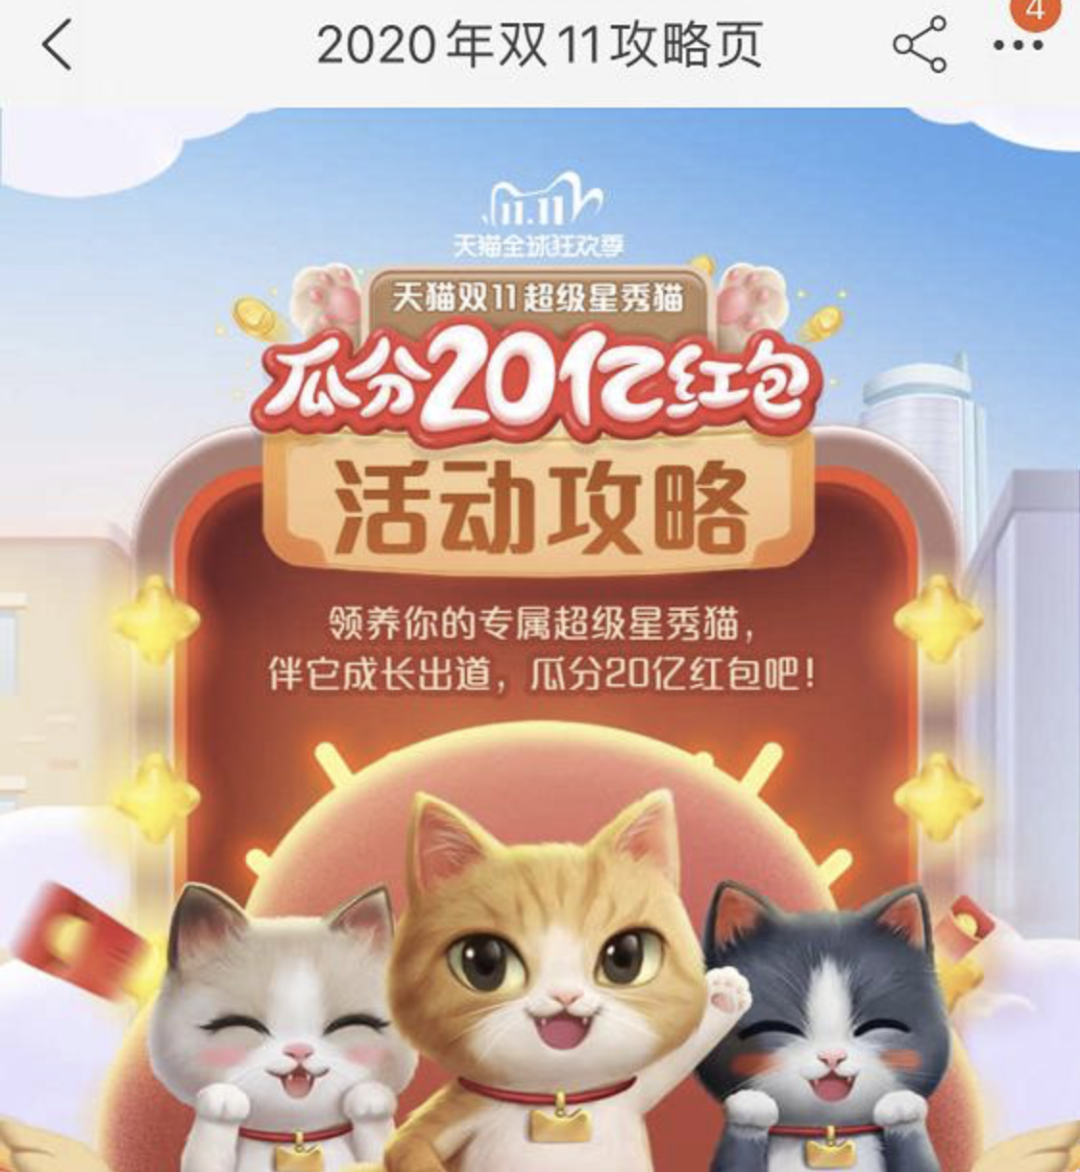 4
2020年双11攻略页
11.11
天猫全球狂欢季
天猫双11超级星秀猫
瓜分20亿红包
活动攻略
领养你的专属超级星秀猫，
伴它成长出道，瓜分20亿红包吧！